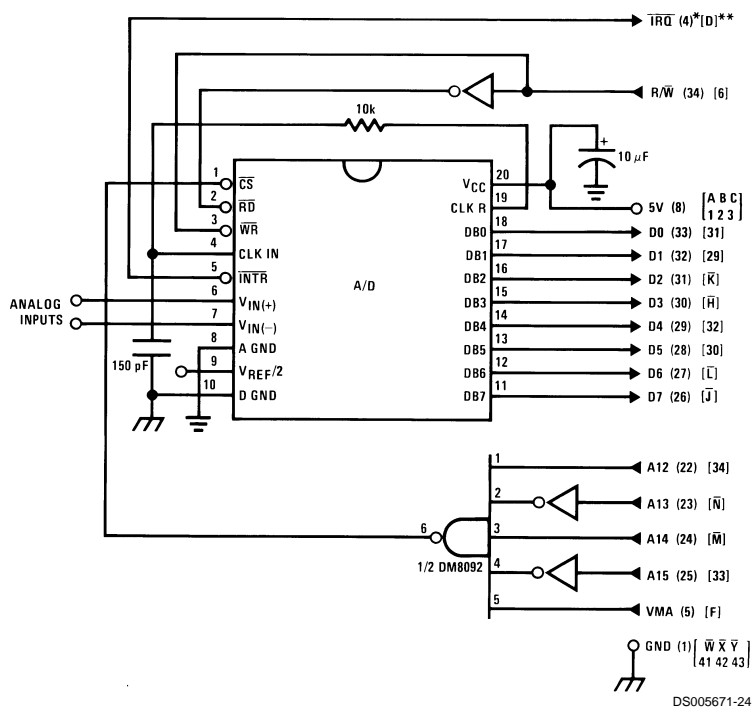 I̅R̅Q̅ (4)*[D]**
R/W̅ (34) [6]
10k
+
10 μF
1 C̅S̅
2 R̅D̅
3 W̅R̅
4 CLK IN
5 I̅N̅T̅R̅
6 VIN(+)
7 VIN(−)
8 A GND
9 VREF/2
10 D GND
ANALOG
INPUTS
150 pF
A/D
VCC 20
CLK R 19
DB0 18
DB1 17
DB2 16
DB3 15
DB4 14
DB5 13
DB6 12
DB7 11
5V (8) [A B C
1 2 3]
D0 (33) [31]
D1 (32) [29]
D2 (31) [K̅]
D3 (30) [H̅]
D4 (29) [32]
D5 (28) [30]
D6 (27) [L̅]
D7 (26) [J̅]
1 A12 (22) [34]
2 A13 (23) [N̅]
3 A14 (24) [M̅]
4 A15 (25) [33]
5 VMA (5) [F]
6
1/2 DM8092
GND (1) [W̅ X̅ Y̅
41 42 43]
DS005671-24